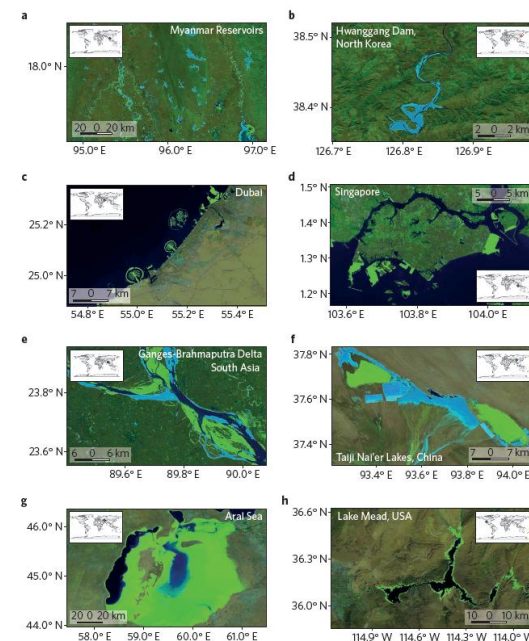 a
Myanmar Reservoirs
18.0° N
20 0 20 km
95.0° E 96.0° E 97.0° E
b
Hwanggang Dam,
North Korea
38.5° N
38.4° N
2 0 2 km
126.7° E 126.8° E 126.9° E
c
Dubai
25.2° N
25.0° N
7 0 7 km
54.8° E 55.0° E 55.2° E 55.4° E
d
Singapore
5 0 5 km
1.5° N
1.4° N
1.3° N
1.2° N
103.6° E 103.8° E 104.0° E
e
Ganges-Brahmaputra Delta
South Asia
23.8° N
23.6° N
6 0 6 km
89.6° E 89.8° E 90.0° E
f
37.8° N
37.6° N
37.4° N
Taiji Nai'er Lakes, China
7 0 7 km
93.4° E 93.6° E 93.8° E 94.0° E
g
Aral Sea
46.0° N
45.0° N
44.0° N
20 0 20 km
58.0° E 59.0° E 60.0° E 61.0° E
h
Lake Mead, USA
36.6° N
36.3° N
36.0° N
10 0 10 km
114.9° W 114.6° W 114.3° W 114.0° W